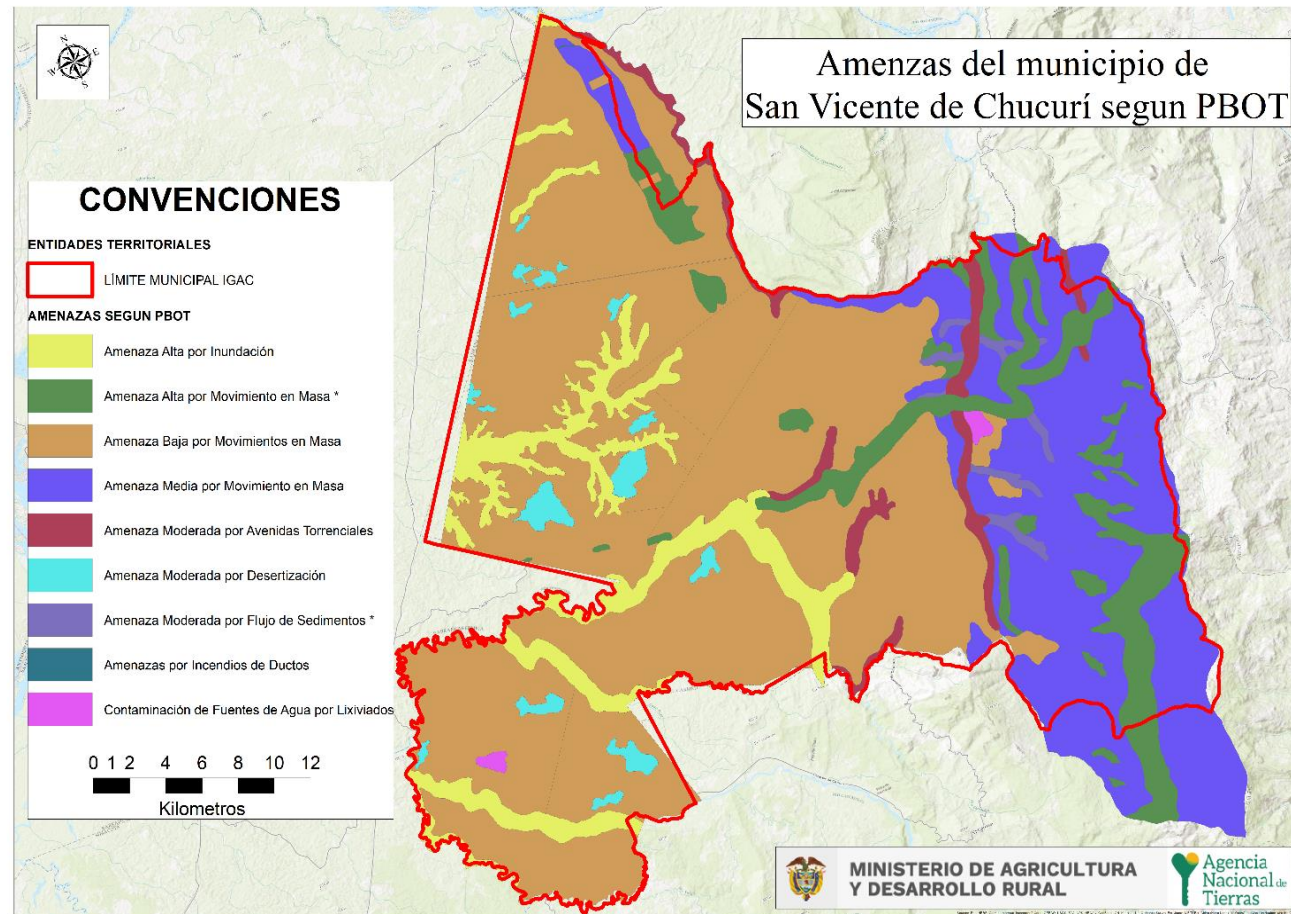 Amenzas del municipio de
San Vicente de Chucurí segun PBOT
N
E
W
S
CONVENCIONES
ENTIDADES TERRITORIALES
LÍMITE MUNICIPAL IGAC
AMENAZAS SEGUN PBOT
Amenaza Alta por Inundación
Amenaza Alta por Movimiento en Masa *
Amenaza Baja por Movimientos en Masa
Amenaza Media por Movimiento en Masa
Amenaza Moderada por Avenidas Torrenciales
Amenaza Moderada por Desertización
Amenaza Moderada por Flujo de Sedimentos *
Amenazas por Incendios de Ductos
Contaminación de Fuentes de Agua por Lixiviados
0 1 2 4 6 8 10 12
Kilometros
MINISTERIO DE AGRICULTURA
Y DESARROLLO RURAL
Agencia
Nacional de
Tierras